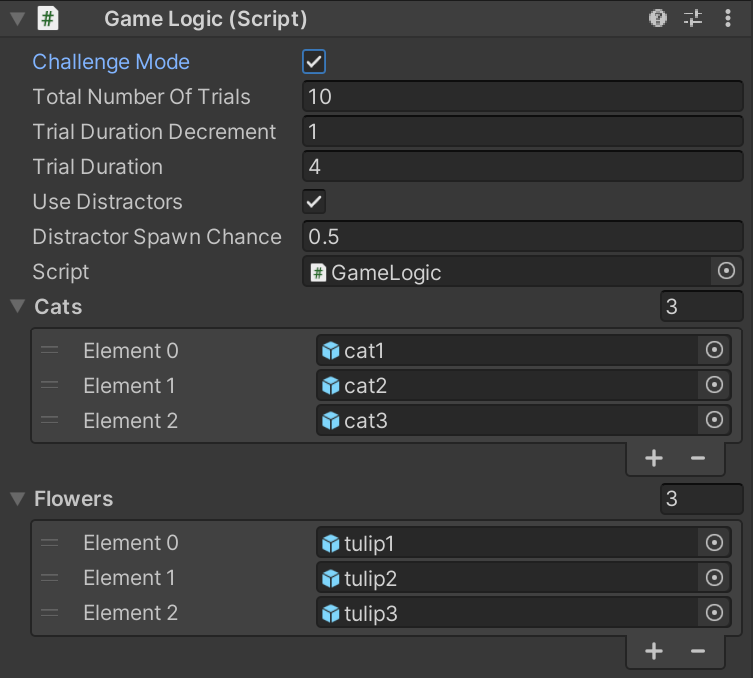 # Game Logic (Script)
Challenge Mode
Total Number Of Trials 10
Trial Duration Decrement 1
Trial Duration 4
Use Distractors
Distractor Spawn Chance 0.5
Script # GameLogic
Cats 3
Element 0 cat1
Element 1 cat2
Element 2 cat3
+ −
Flowers 3
Element 0 tulip1
Element 1 tulip2
Element 2 tulip3
+ −